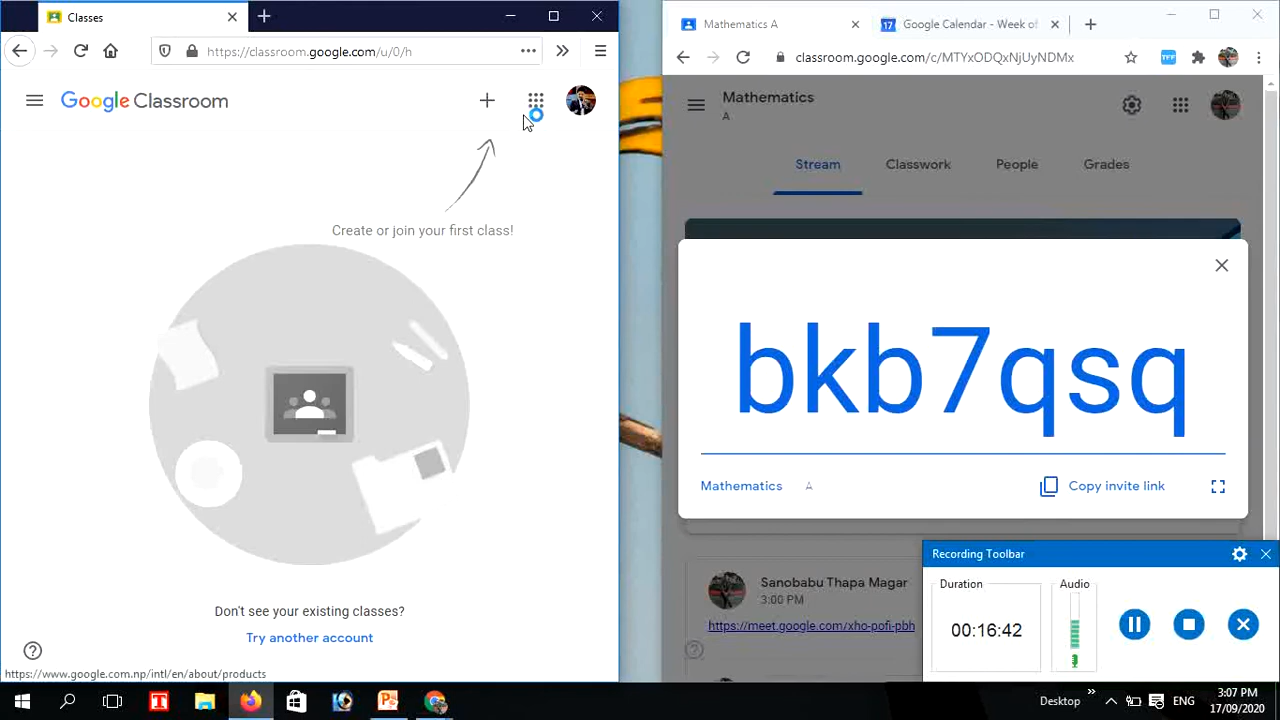 Classes
https://classroom.google.com/u/0/h
Google Classroom
Create or join your first class!
Don't see your existing classes?
Try another account
https://www.google.com.np/intl/en/about/products
Mathematics A
17
Google Calendar - Week of
classroom.google.com/c/MTYxODQxNjUyNDMx
TFF
Mathematics
A
Stream
Classwork
People
Grades
bkb7qsq
Mathematics A
Copy invite link
Sanobabu Thapa Magar
3:00 PM
https://meet.google.com/xho-pofi-pbh
Recording Toolbar
Duration
00:16:42
Audio
Desktop
ENG
3:07 PM
17/09/2020